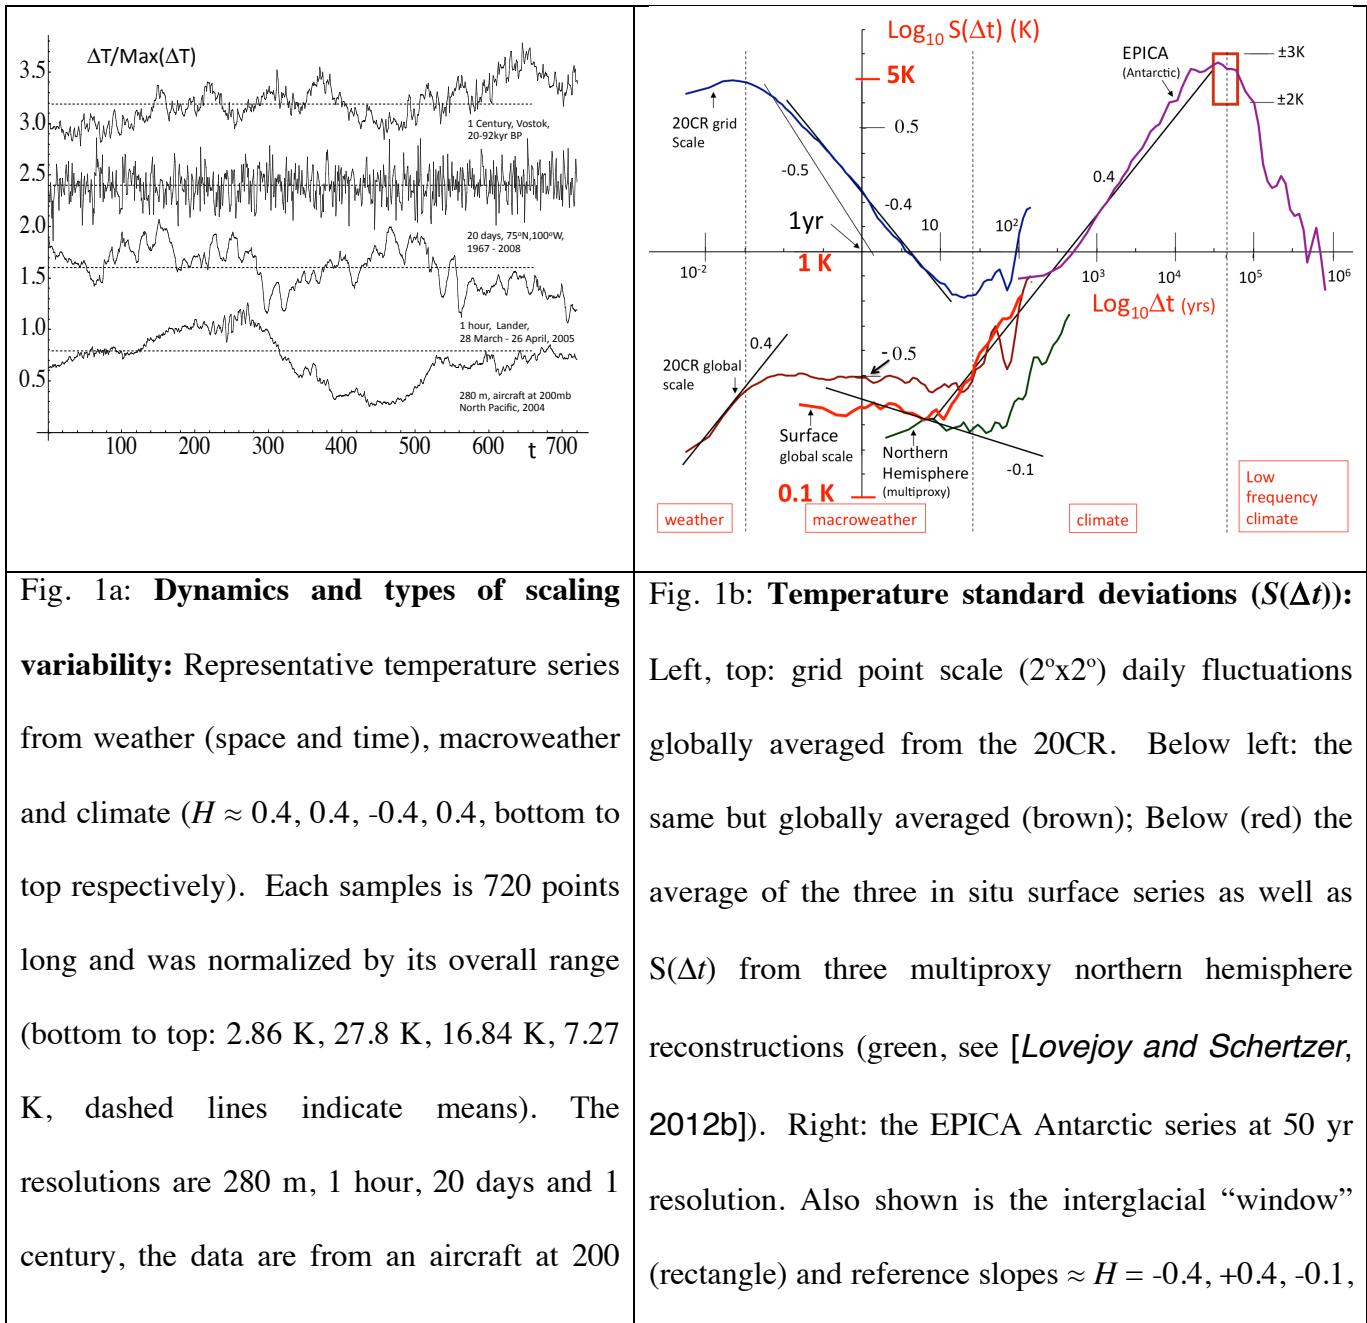 ΔT/Max(ΔT)
3.5
3.0
2.5
2.0
1.5
1.0
0.5
1 Century, Vostok,
20-92kyr BP
20 days, 75°N,100°W,
1967 - 2008
1 hour, Lander,
28 March - 26 April, 2005
280 m, aircraft at 200mb
North Pacific, 2004
100 200 300 400 500 600 t 700
Log10 S(Δt) (K)
5K
EPICA
(Antarctic)
±3K
±2K
20CR grid
Scale
0.5
-0.5
0.4
-0.4
10
10²
1yr
1 K
10-2
10³
10⁴
10⁵
10⁶
Log10Δt (yrs)
0.4
- 0.5
20CR global
scale
Surface
global scale
Northern
Hemisphere
(multiproxy)
-0.1
0.1 K
weather
macroweather
climate
Low
frequency
climate
Fig. 1a: Dynamics and types of scaling
variability: Representative temperature series
from weather (space and time), macroweather
and climate (H ≈ 0.4, 0.4, -0.4, 0.4, bottom to
top respectively). Each samples is 720 points
long and was normalized by its overall range
(bottom to top: 2.86 K, 27.8 K, 16.84 K, 7.27
K, dashed lines indicate means). The
resolutions are 280 m, 1 hour, 20 days and 1
century, the data are from an aircraft at 200
Fig. 1b: Temperature standard deviations (S(Δt)):
Left, top: grid point scale (2°x2°) daily fluctuations
globally averaged from the 20CR. Below left: the
same but globally averaged (brown); Below (red) the
average of the three in situ surface series as well as
S(Δt) from three multiproxy northern hemisphere
reconstructions (green, see [Lovejoy and Schertzer,
2012b]). Right: the EPICA Antarctic series at 50 yr
resolution. Also shown is the interglacial “window”
(rectangle) and reference slopes ≈ H = -0.4, +0.4, -0.1,